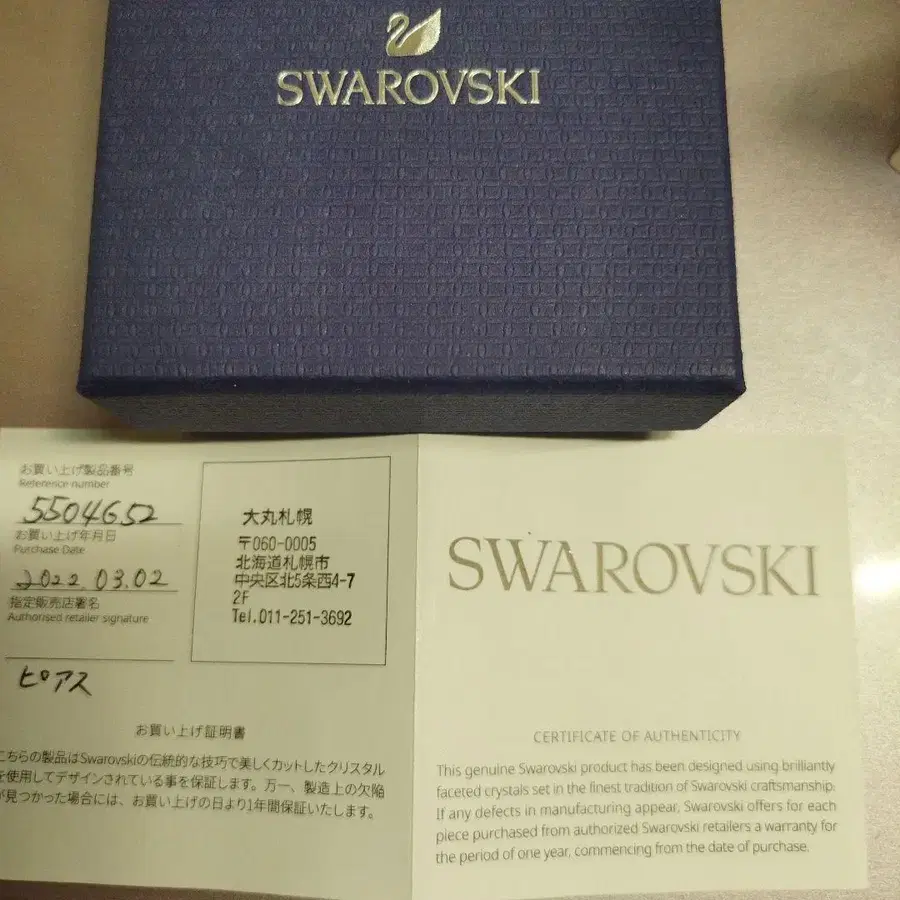 SWAROVSKI
お買い上げ製品番号
Reference number
5504652
お買い上げ年月日
Purchase Date
2022 03.02
指定販売店署名
Authorised retailer signature
ピアス
大丸札幌
〒060-0005
北海道札幌市
中央区北5条西4-7
2F
Tel.011-251-3692
お買い上げ証明書
こちらの製品はSwarovskiの伝統的な技巧で美しくカットしたクリスタル
を使用してデザインされている事を保証します。万一、製造上の欠陥
が見つかった場合には、お買い上げの日より1年間保証いたします。
SWAROVSKI
CERTIFICATE OF AUTHENTICITY
This genuine Swarovski product has been designed using brilliantly
faceted crystals set in the finest tradition of Swarovski craftsmanship.
If any defects in manufacturing appear, Swarovski offers for each
piece purchased from authorized Swarovski retailers a warranty for
the period of one year, commencing from the date of purchase.